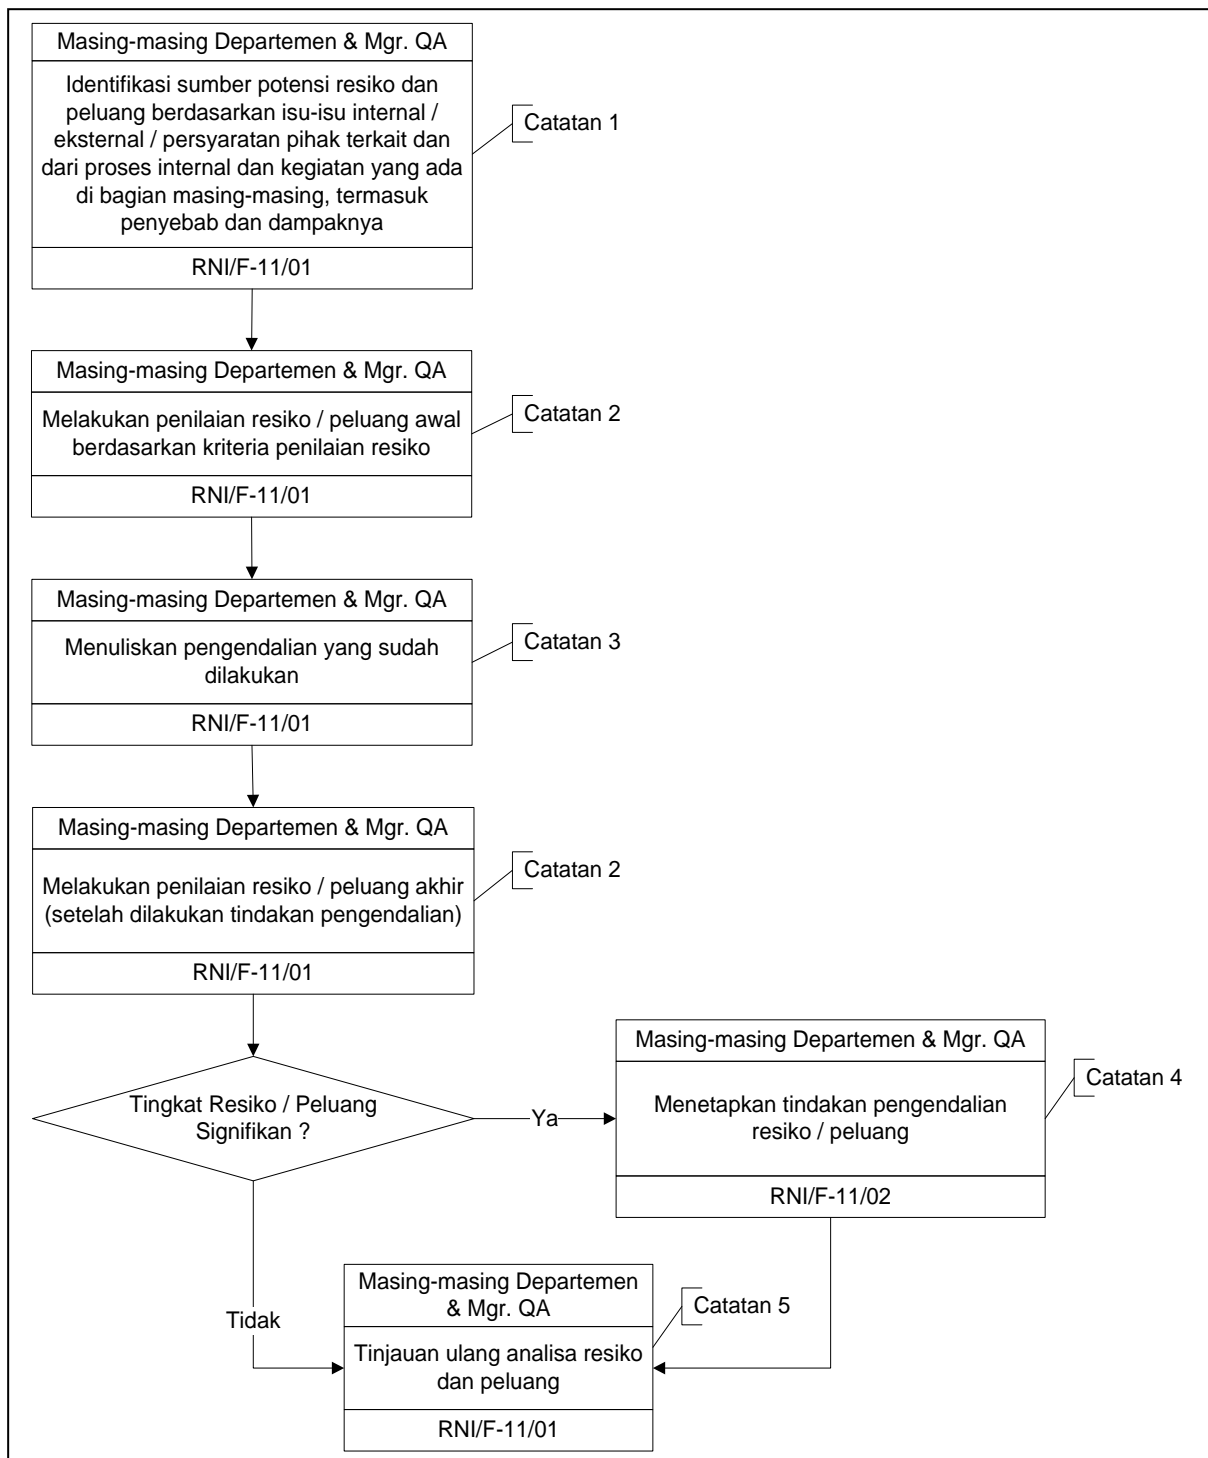 Masing-masing Departemen & Mgr. QA
Identifikasi sumber potensi resiko dan
peluang berdasarkan isu-isu internal /
eksternal / persyaratan pihak terkait dan
dari proses internal dan kegiatan yang ada
di bagian masing-masing, termasuk
penyebab dan dampaknya
RNI/F-11/01
Catatan 1
Masing-masing Departemen & Mgr. QA
Melakukan penilaian resiko / peluang awal
berdasarkan kriteria penilaian resiko
RNI/F-11/01
Catatan 2
Masing-masing Departemen & Mgr. QA
Menuliskan pengendalian yang sudah
dilakukan
RNI/F-11/01
Catatan 3
Masing-masing Departemen & Mgr. QA
Melakukan penilaian resiko / peluang akhir
(setelah dilakukan tindakan pengendalian)
RNI/F-11/01
Catatan 2
Tingkat Resiko / Peluang
Signifikan ?
Ya
Masing-masing Departemen & Mgr. QA
Menetapkan tindakan pengendalian
resiko / peluang
RNI/F-11/02
Catatan 4
Tidak
Masing-masing Departemen
& Mgr. QA
Tinjauan ulang analisa resiko
dan peluang
RNI/F-11/01
Catatan 5